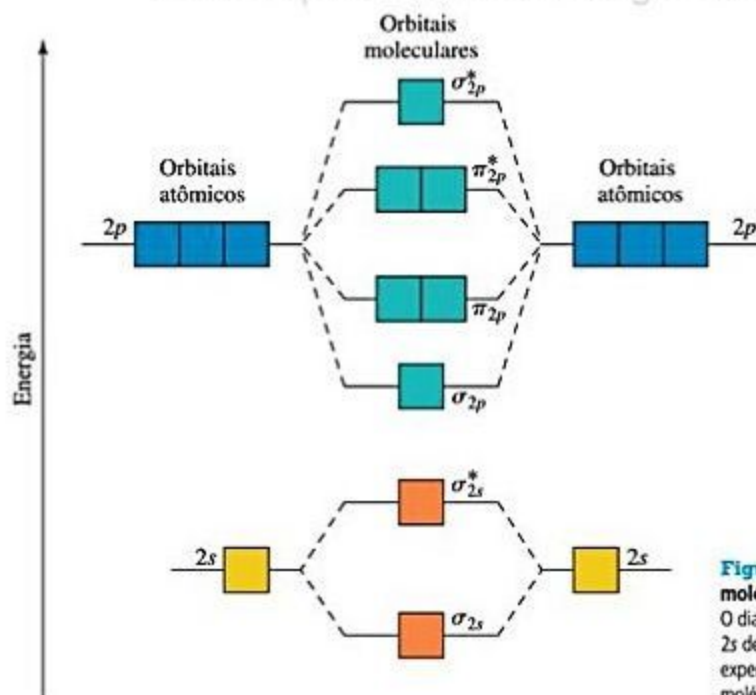 Orbitais
moleculares
σ*2p
Orbitais
atômicos
π*2p
Orbitais
atômicos
2p
2p
π2p
Energia
σ2p
σ*2s
2s
2s
σ2s
O dia
2s de